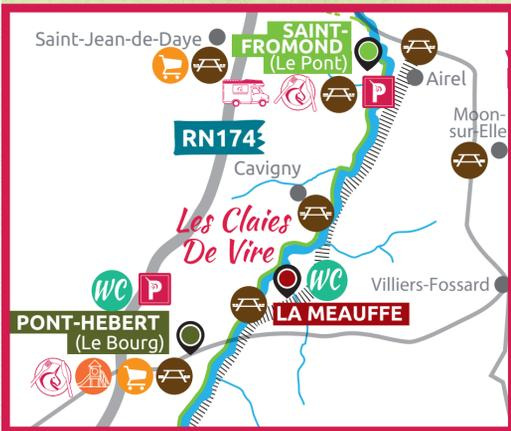 Saint-Jean-de-Daye
SAINT-
FROMOND
(Le Pont)
P
Airel
Moon-
sur-Elle
RN174
Cavigny
Les Claies
De Vire
WC
P
WC
Villiers-Fossard
LA MEAUFFE
PONT-HEBERT
(Le Bourg)